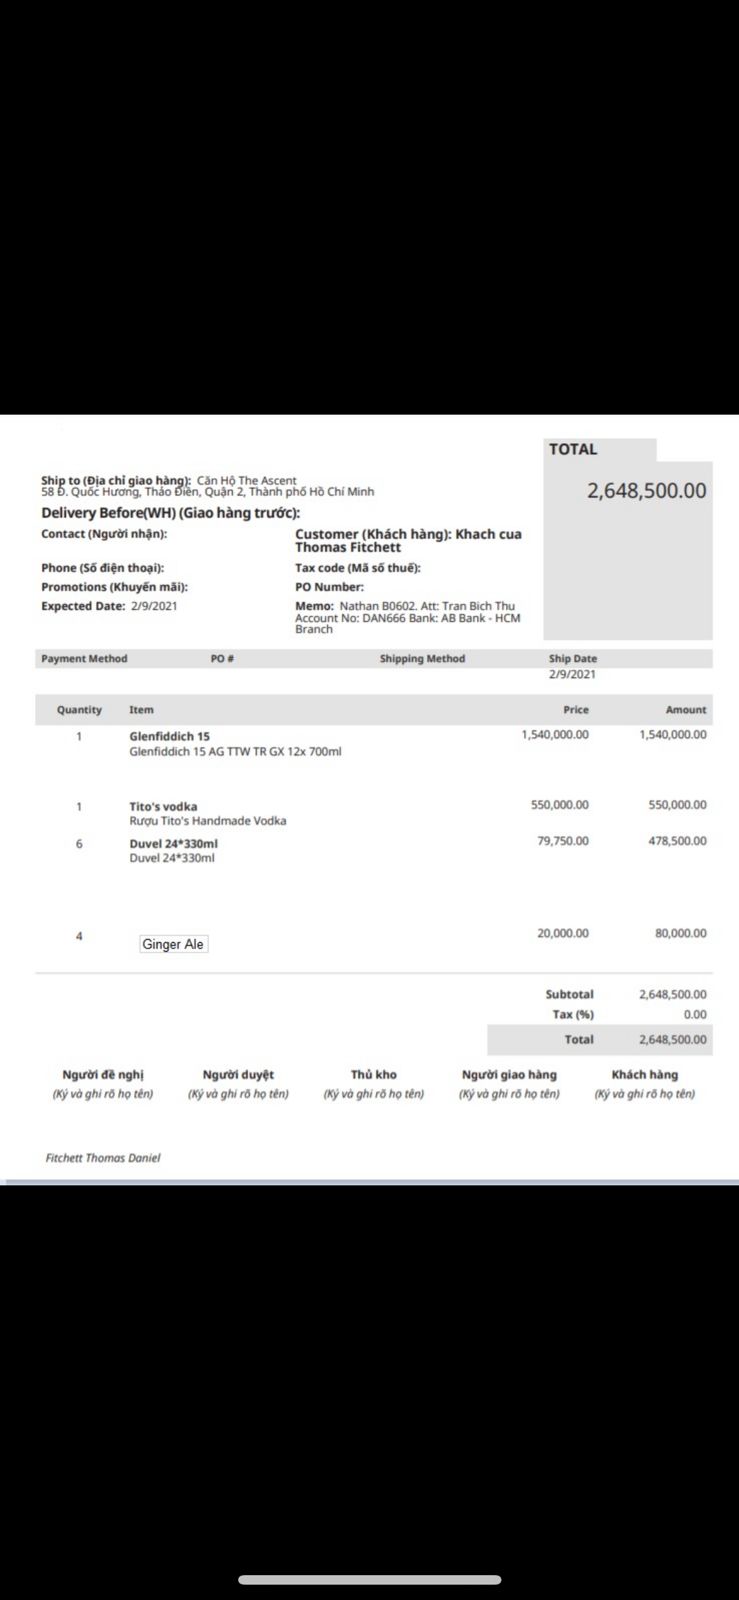 TOTAL
2,648,500.00
Ship to (Địa chỉ giao hàng): Căn Hộ The Ascent
58 Đ. Quốc Hương, Thảo Điền, Quận 2, Thành phố Hồ Chí Minh
Delivery Before(WH) (Giao hàng trước):
Contact (Người nhận):
Customer (Khách hàng): Khach cua
Thomas Fitchett
Phone (Số điện thoại):
Tax code (Mã số thuế):
Promotions (Khuyến mãi):
PO Number:
Expected Date: 2/9/2021
Memo: Nathan B0602. Att: Tran Bich Thu
Account No: DAN666 Bank: AB Bank - HCM
Branch
Payment Method PO # Shipping Method Ship Date
2/9/2021
Quantity Item Price Amount
1 Glenfiddich 15 1,540,000.00 1,540,000.00
Glenfiddich 15 AG TTW TR GX 12x 700ml
1 Tito's vodka 550,000.00 550,000.00
Rượu Tito's Handmade Vodka
6 Duvel 24*330ml 79,750.00 478,500.00
Duvel 24*330ml
4 Ginger Ale 20,000.00 80,000.00
Subtotal 2,648,500.00
Tax (%) 0.00
Total 2,648,500.00
Người đề nghị Người duyệt Thủ kho Người giao hàng Khách hàng
(Ký và ghi rõ họ tên) (Ký và ghi rõ họ tên) (Ký và ghi rõ họ tên) (Ký và ghi rõ họ tên) (Ký và ghi rõ họ tên)
Fitchett Thomas Daniel